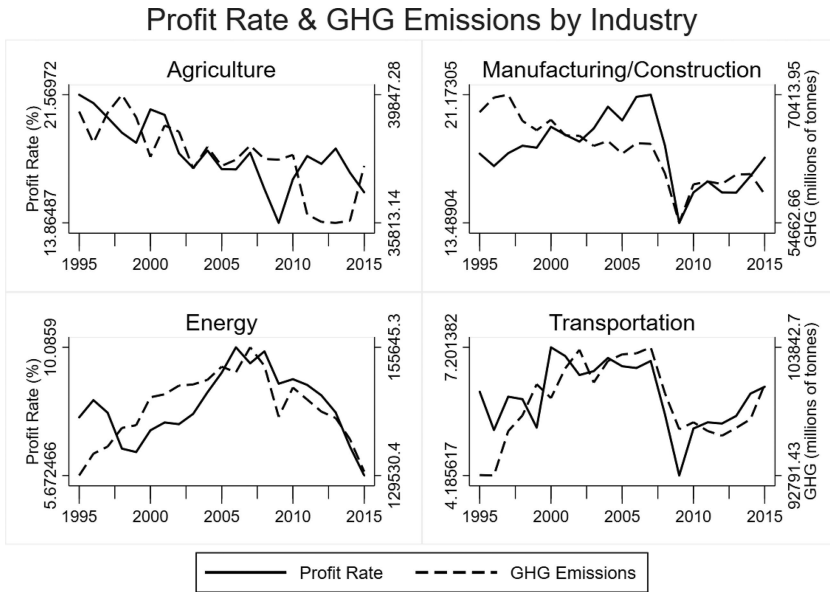 Profit Rate & GHG Emissions by Industry
Agriculture
Profit Rate (%)
21.56972
13.86487
39847.28
35813.14
1995 2000 2005 2010 2015
Manufacturing/Construction
21.17305
13.48904
70413.95
54662.66
GHG (millions of tonnes)
1995 2000 2005 2010 2015
Energy
Profit Rate (%)
10.0859
5.672466
155645.3
129530.4
1995 2000 2005 2010 2015
Transportation
7.201382
4.185617
103842.7
92791.43
GHG (millions of tonnes)
1995 2000 2005 2010 2015
Profit Rate GHG Emissions